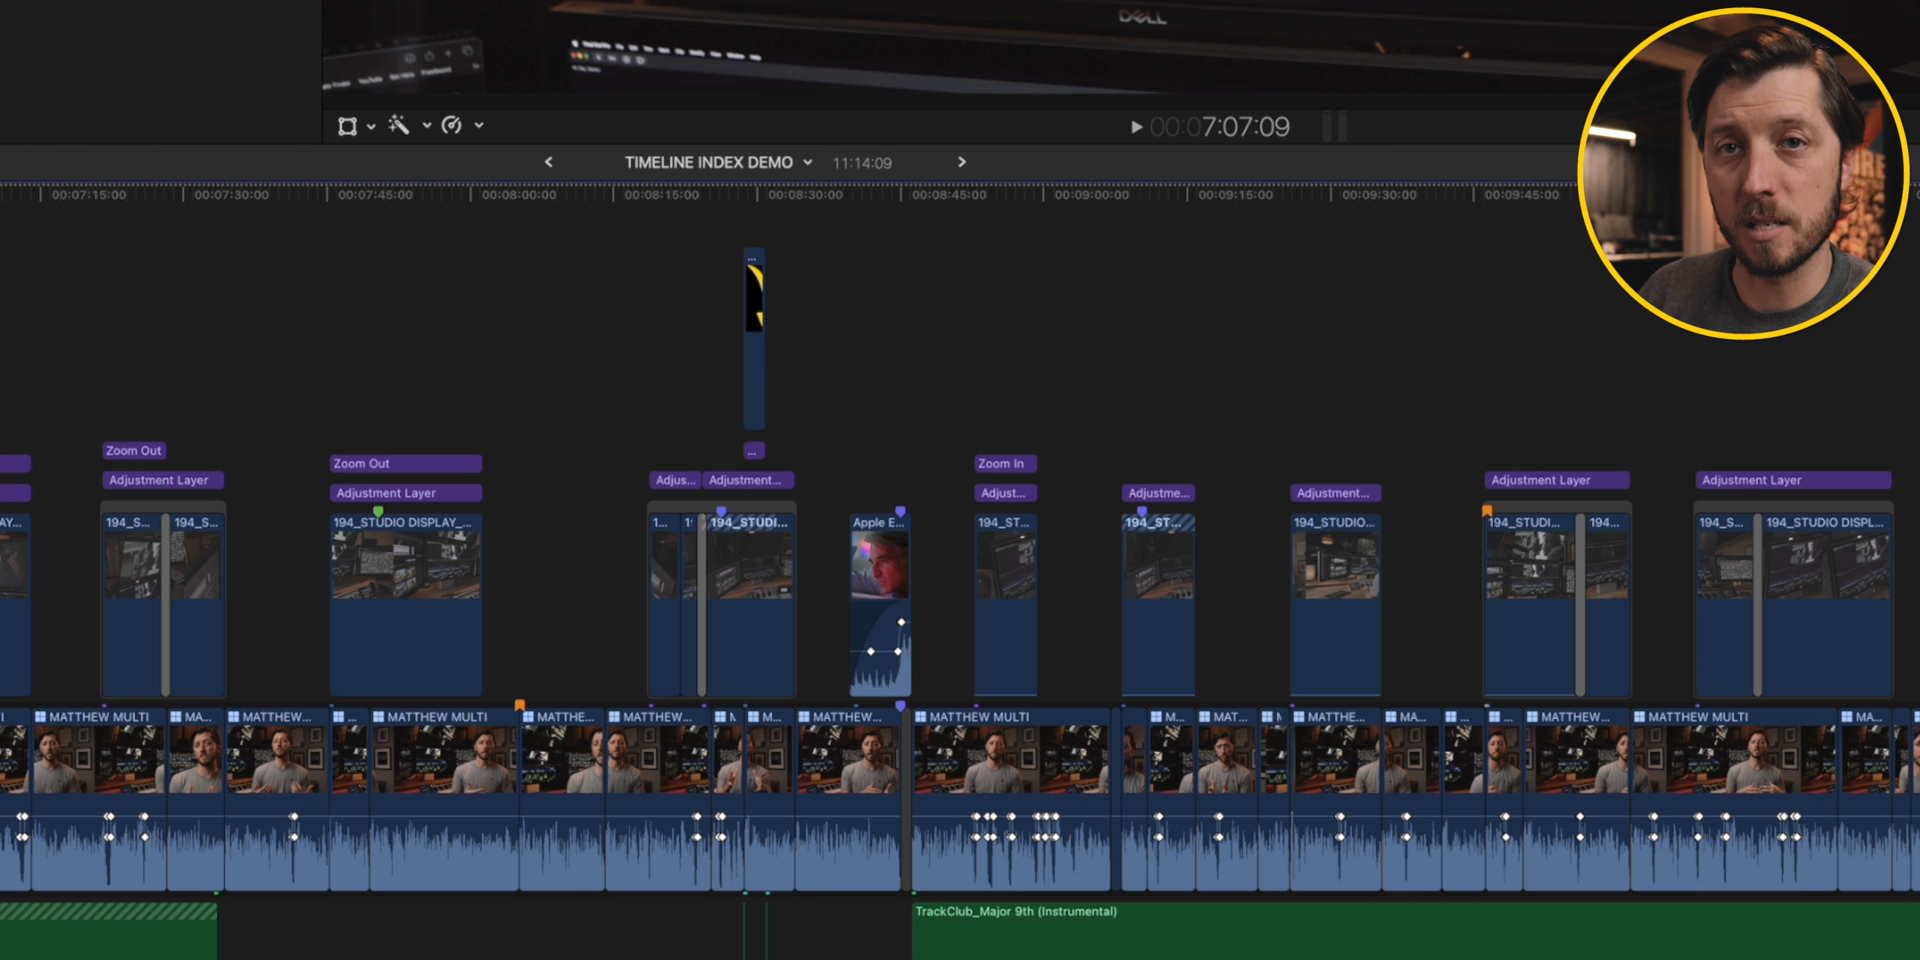 DELL
00:07:07:09
TIMELINE INDEX DEMO 11:14:09
00:07:15:00 00:07:30:00 00:07:45:00 00:08:00:00 00:08:15:00 00:08:30:00 00:08:45:00 00:09:00:00 00:09:15:00 00:09:30:00 00:09:45:00
...
Zoom Out
...
Zoom Out Zoom In
Adjustment Layer Adjus... Adjustment... Adjustment Layer Adjustment Layer
Adjustment Layer Adjust... Adjustme... Adjustment...
AY... 194_S... 194_S... 194_STUDIO DISPLAY_... 1... 194_STUDI... Apple E... 194_ST... 194_ST... 194_STUDIO... 194_STUDI... 194... 194_S... 194_STUDIO DISPL...
MATTHEW MULTI MA... MATTHEW... ... MATTHEW MULTI MATTHE... MATTHEW... M... MATTHEW... MATTHEW MULTI M... MAT... MATTHE... MA... ... ... MATTHEW... MATTHEW MULTI MA...
TrackClub_Major 9th (Instrumental)